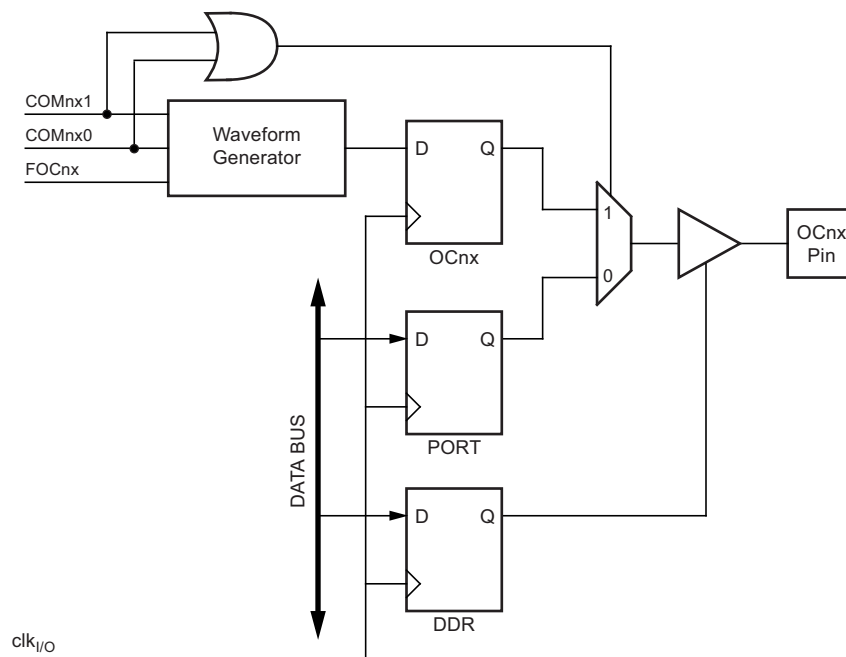 COMnx1
COMnx0
FOCnx
Waveform
Generator
D
Q
OCnx
1
0
OCnx
Pin
D
Q
PORT
DATA BUS
D
Q
DDR
clkI/O